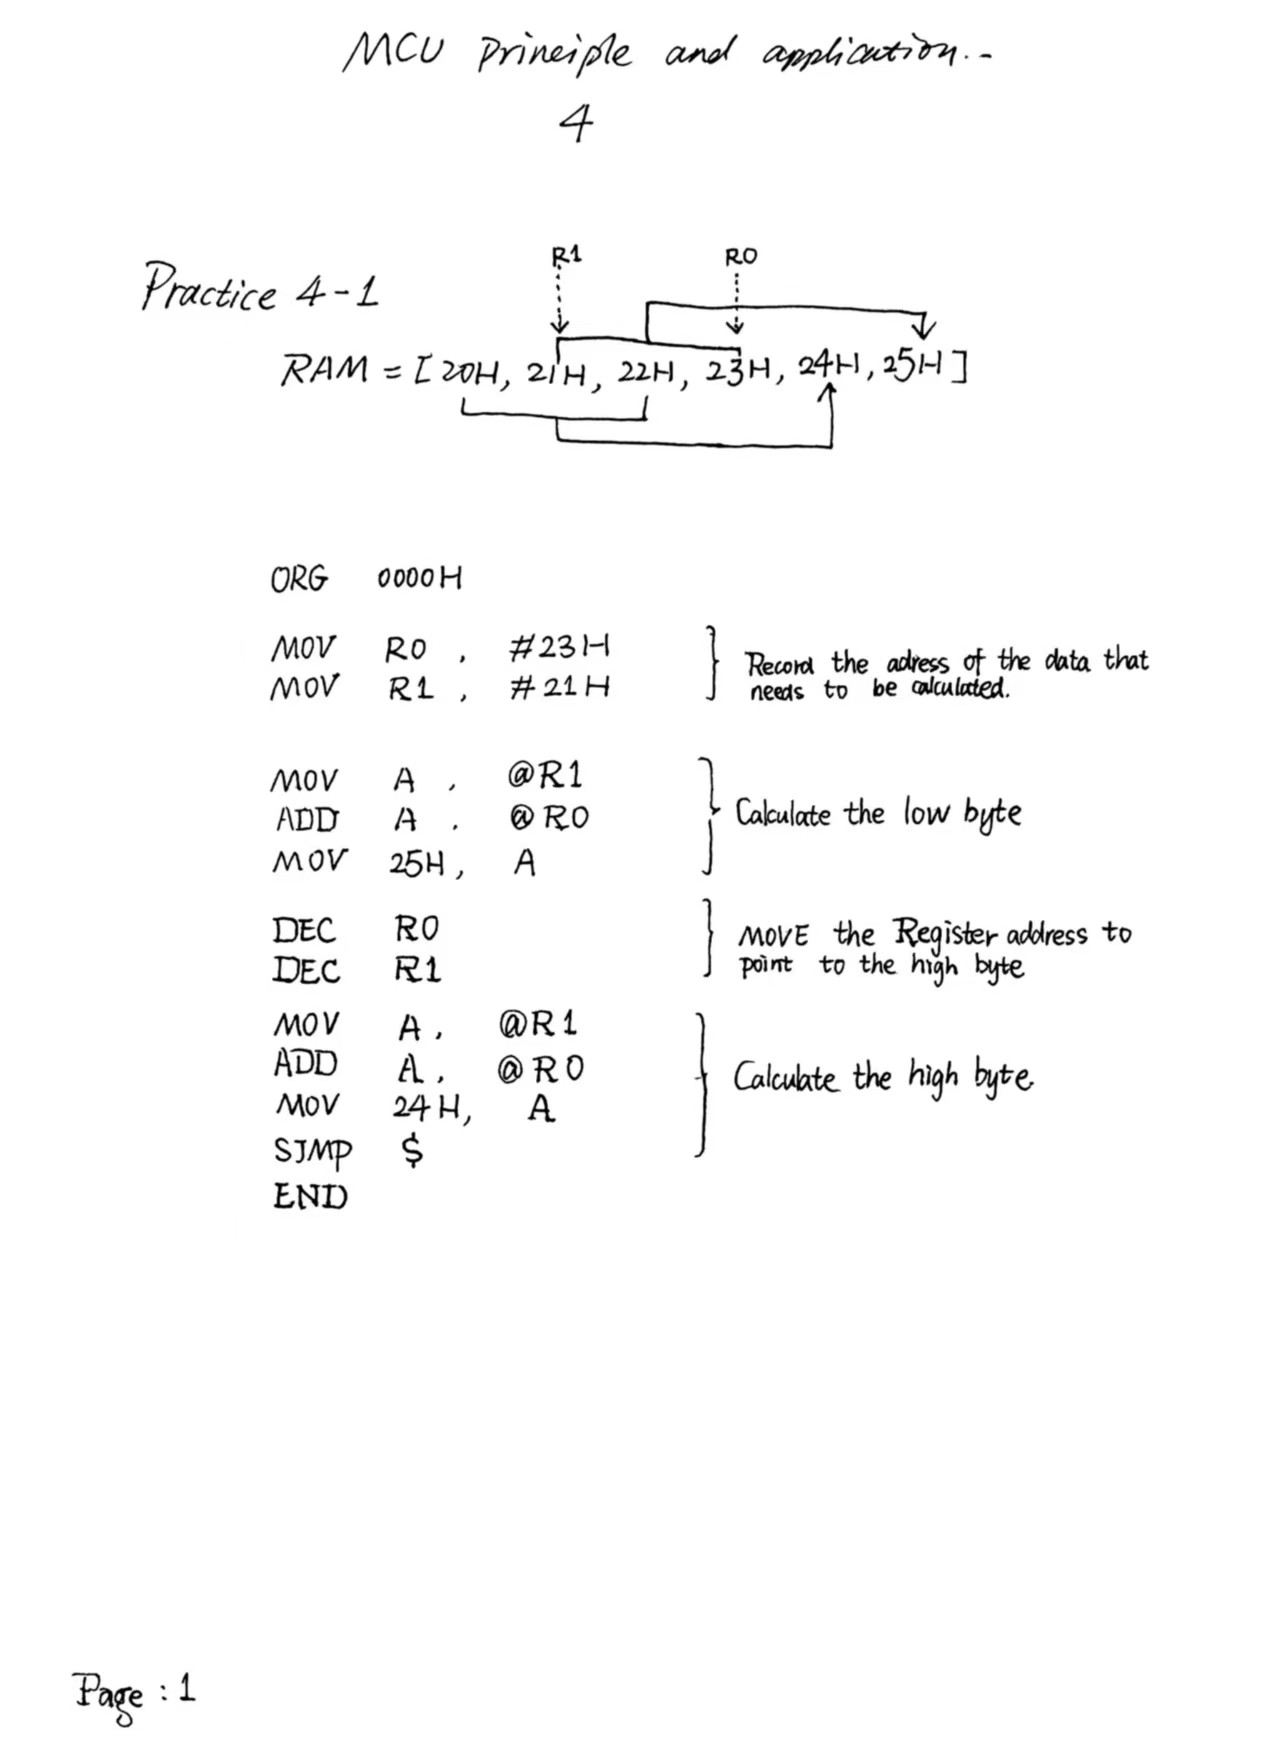 MCU principle and application..
4
R1 R0
Practice 4-1
RAM = [20H, 21H, 22H, 23H, 24H, 25H]
ORG 0000H
MOV R0 , #23H
MOV R1 , #21H
Record the adress of the data that
needs to be calculated.
MOV A , @R1
ADD A . @R0
MOV 25H, A
Calculate the low byte
DEC R0
DEC R1
MOVE the Register address to
point to the high byte
MOV A, @R1
ADD A, @R0
MOV 24H, A
SJMP $
Calculate the high byte.
END
Page : 1